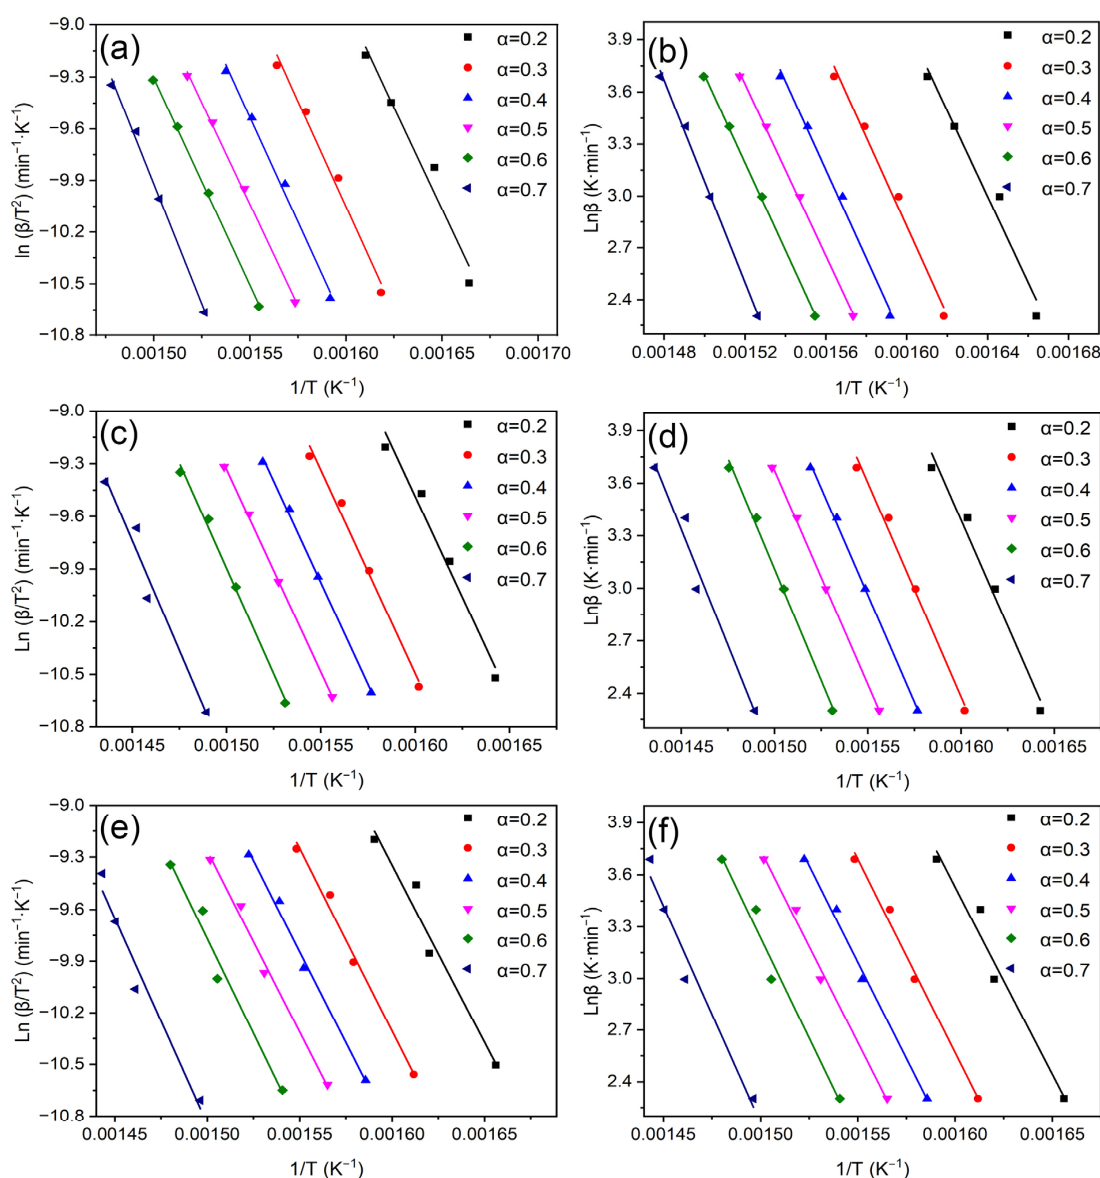 (a)
ln (β/T²) (min⁻¹·K⁻¹)
−9.0
−9.3
−9.6
−9.9
−10.2
−10.5
−10.8
α=0.2
α=0.3
α=0.4
α=0.5
α=0.6
α=0.7
0.00150 0.00155 0.00160 0.00165 0.00170
1/T (K⁻¹)
(b)
Lnβ (K·min⁻¹)
3.9
3.6
3.3
3.0
2.7
2.4
α=0.2
α=0.3
α=0.4
α=0.5
α=0.6
α=0.7
0.00148 0.00152 0.00156 0.00160 0.00164 0.00168
1/T (K⁻¹)
(c)
Ln (β/T²) (min⁻¹·K⁻¹)
−9.0
−9.3
−9.6
−9.9
−10.2
−10.5
−10.8
α=0.2
α=0.3
α=0.4
α=0.5
α=0.6
α=0.7
0.00145 0.00150 0.00155 0.00160 0.00165
1/T (K⁻¹)
(d)
Lnβ (K·min⁻¹)
3.9
3.6
3.3
3.0
2.7
2.4
α=0.2
α=0.3
α=0.4
α=0.5
α=0.6
α=0.7
0.00145 0.00150 0.00155 0.00160 0.00165
1/T (K⁻¹)
(e)
Ln (β/T²) (min⁻¹·K⁻¹)
−9.0
−9.3
−9.6
−9.9
−10.2
−10.5
−10.8
α=0.2
α=0.3
α=0.4
α=0.5
α=0.6
α=0.7
0.00145 0.00150 0.00155 0.00160 0.00165
1/T (K⁻¹)
(f)
Lnβ (K·min⁻¹)
3.9
3.6
3.3
3.0
2.7
2.4
α=0.2
α=0.3
α=0.4
α=0.5
α=0.6
α=0.7
0.00145 0.00150 0.00155 0.00160 0.00165
1/T (K⁻¹)